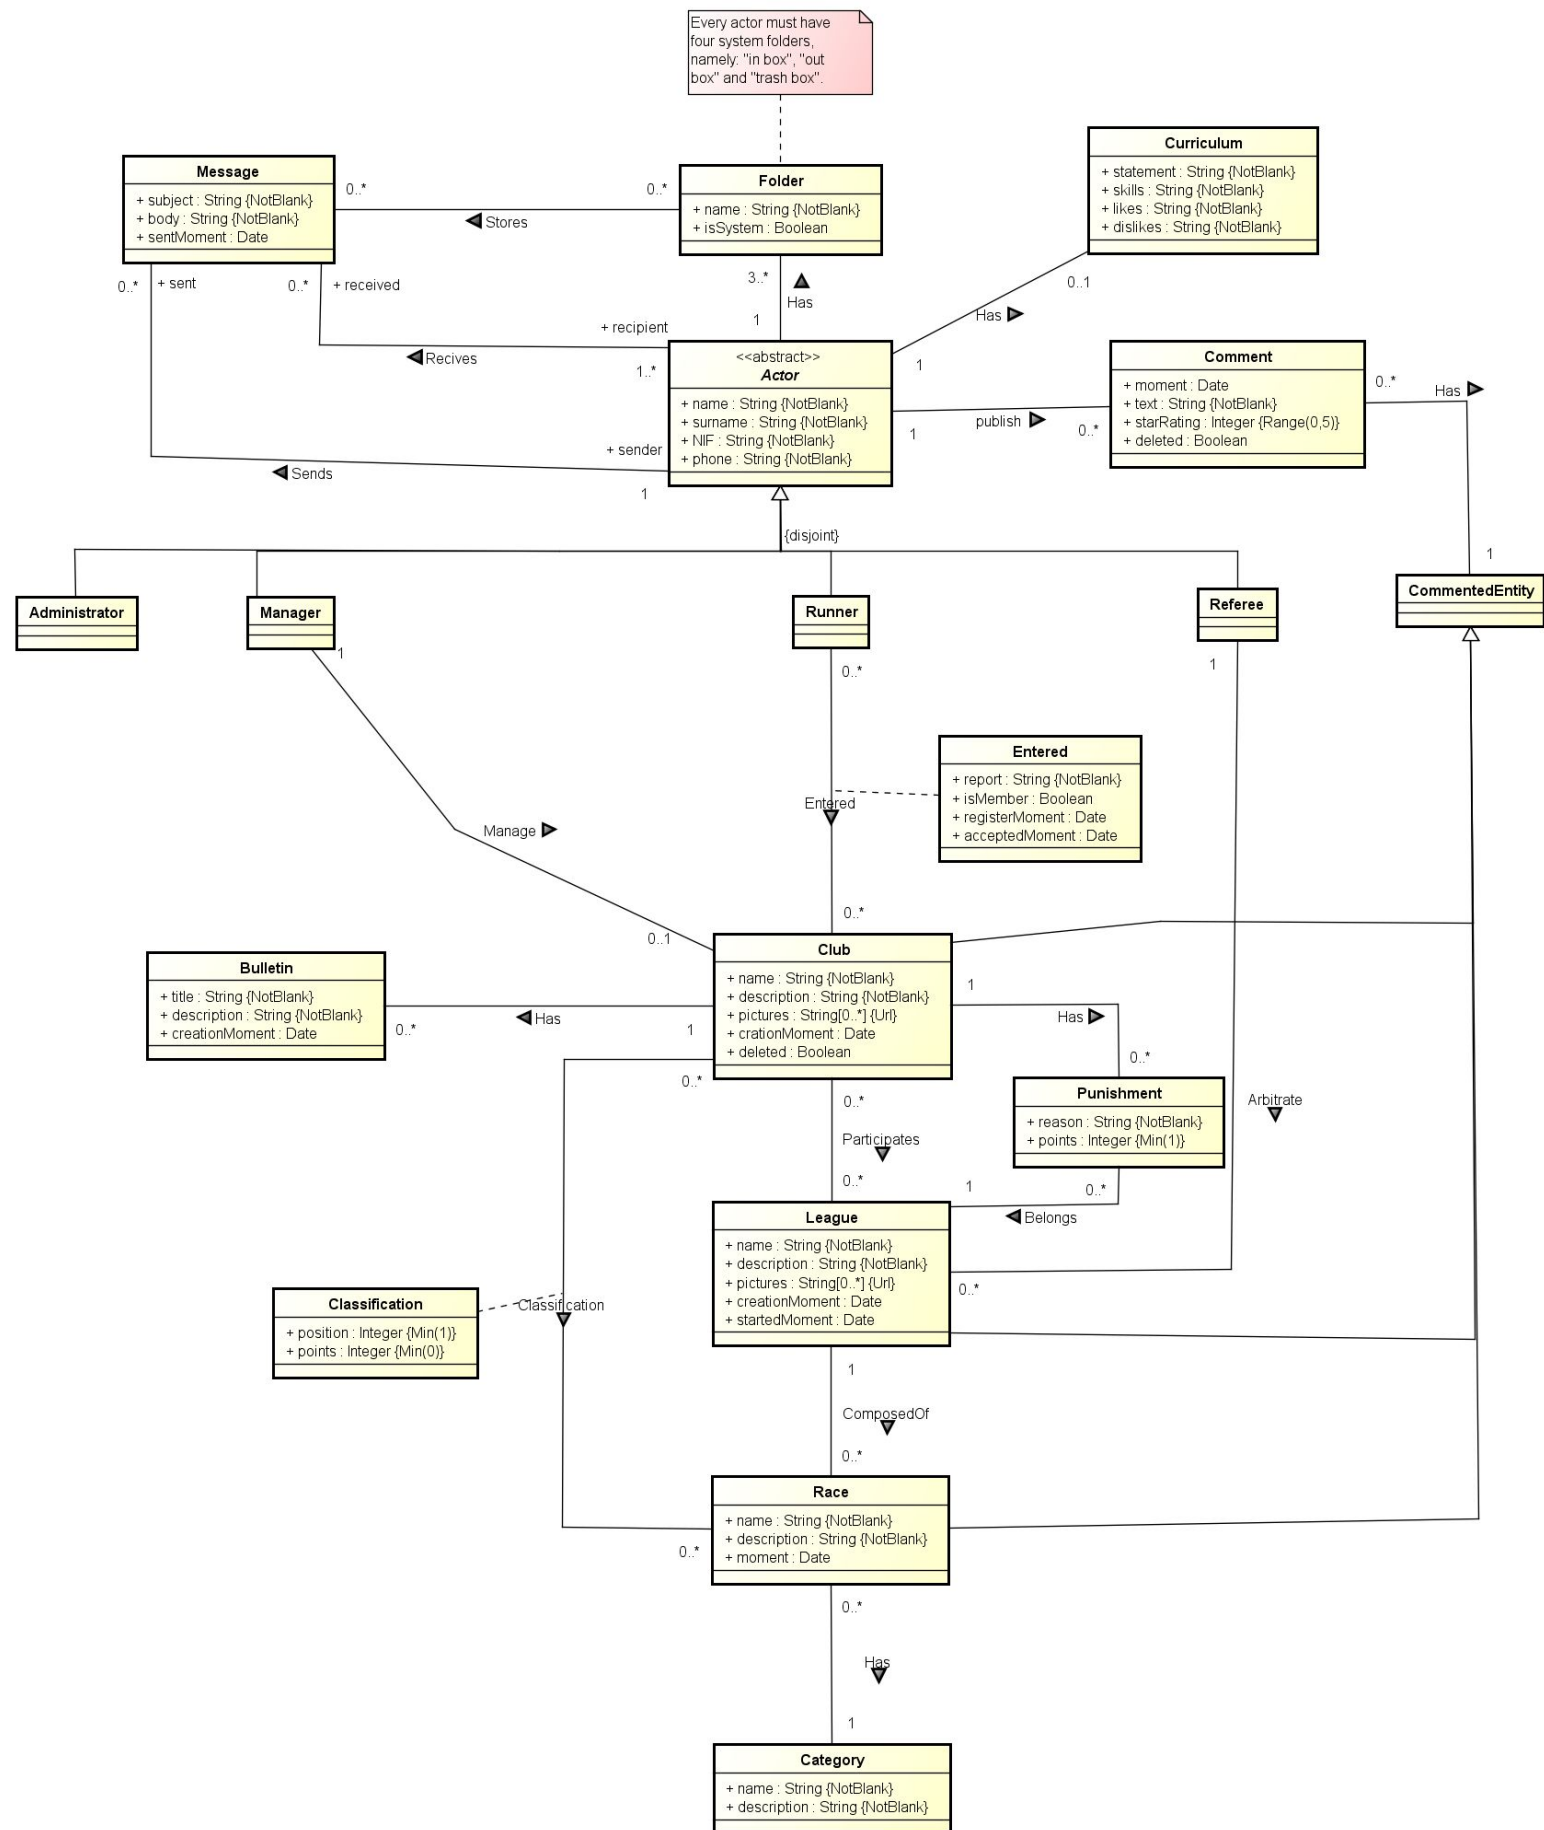 Every actor must have
four system folders,
namely: "in box", "out
box" and "trash box".
Message
+ subject : String {NotBlank}
+ body : String {NotBlank}
+ sentMoment : Date
0..*
0..*
Stores
Folder
+ name : String {NotBlank}
+ isSystem : Boolean
Curriculum
+ statement : String {NotBlank}
+ skills : String {NotBlank}
+ likes : String {NotBlank}
+ dislikes : String {NotBlank}
0..*
+ sent
0..*
+ received
3..*
Has
1
0..1
Has
1
+ recipient
Recives
1..*
<<abstract>>
Actor
+ name : String {NotBlank}
+ surname : String {NotBlank}
+ NIF : String {NotBlank}
+ phone : String {NotBlank}
Comment
+ moment : Date
+ text : String {NotBlank}
+ starRating : Integer {Range(0,5)}
+ deleted : Boolean
0..*
Has
publish
1
0..*
+ sender
Sends
1
{disjoint}
1
Administrator
Manager
Runner
Referee
CommentedEntity
1
0..*
1
Entered
+ report : String {NotBlank}
+ isMember : Boolean
+ registerMoment : Date
+ acceptedMoment : Date
Entered
Manage
0..*
0..1
Bulletin
+ title : String {NotBlank}
+ description : String {NotBlank}
+ creationMoment : Date
Has
0..*
1
Club
+ name : String {NotBlank}
+ description : String {NotBlank}
+ pictures : String[0..*] {Url}
+ crationMoment : Date
+ deleted : Boolean
1
Has
0..*
0..*
0..*
Punishment
+ reason : String {NotBlank}
+ points : Integer {Min(1)}
Arbitrate
Participates
0..*
1
0..*
Belongs
League
+ name : String {NotBlank}
+ description : String {NotBlank}
+ pictures : String[0..*] {Url}
+ creationMoment : Date
+ startedMoment : Date
0..*
Classification
+ position : Integer {Min(1)}
+ points : Integer {Min(0)}
Classification
1
ComposedOf
0..*
Race
+ name : String {NotBlank}
+ description : String {NotBlank}
+ moment : Date
0..*
0..*
Has
1
Category
+ name : String {NotBlank}
+ description : String {NotBlank}